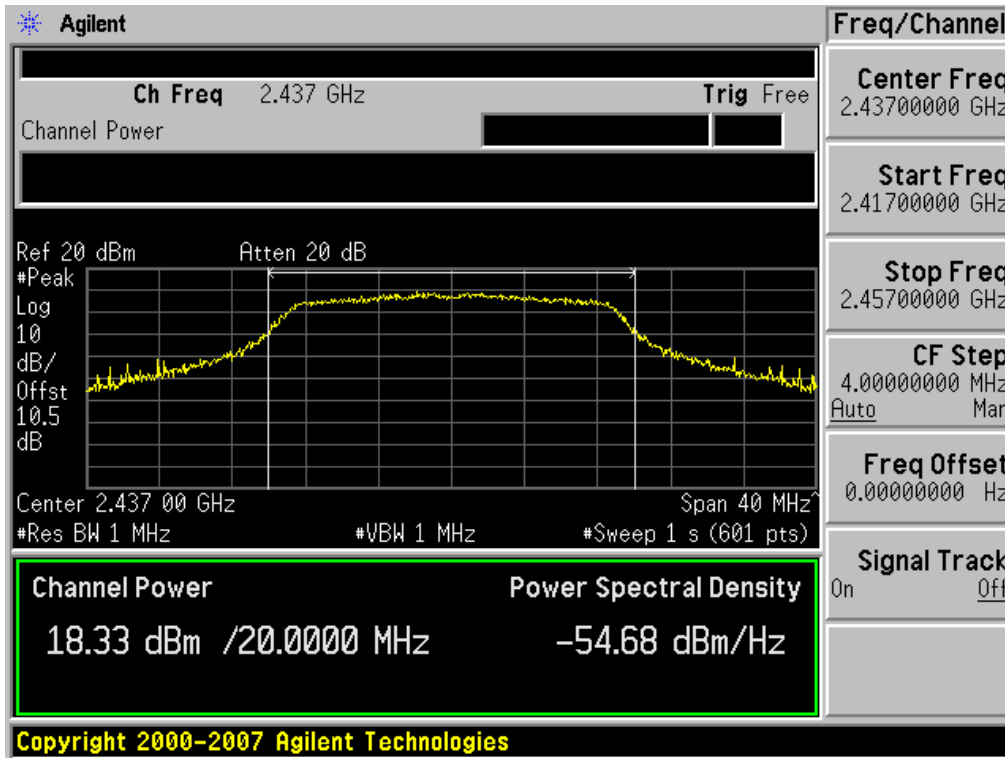 Agilent
Freq/Channel
Ch Freq 2.437 GHz Trig Free
Channel Power
Center Freq
2.43700000 GHz
Start Freq
2.41700000 GHz
Stop Freq
2.45700000 GHz
CF Step
4.00000000 MHz
Auto Man
Freq Offset
0.00000000 Hz
Signal Track
On Off
Ref 20 dBm Atten 20 dB
#Peak
Log
10
dB/
Offst
10.5
dB
Center 2.437 00 GHz Span 40 MHz^
#Res BW 1 MHz #VBW 1 MHz #Sweep 1 s (601 pts)
Channel Power Power Spectral Density
18.33 dBm /20.0000 MHz -54.68 dBm/Hz
Copyright 2000-2007 Agilent Technologies